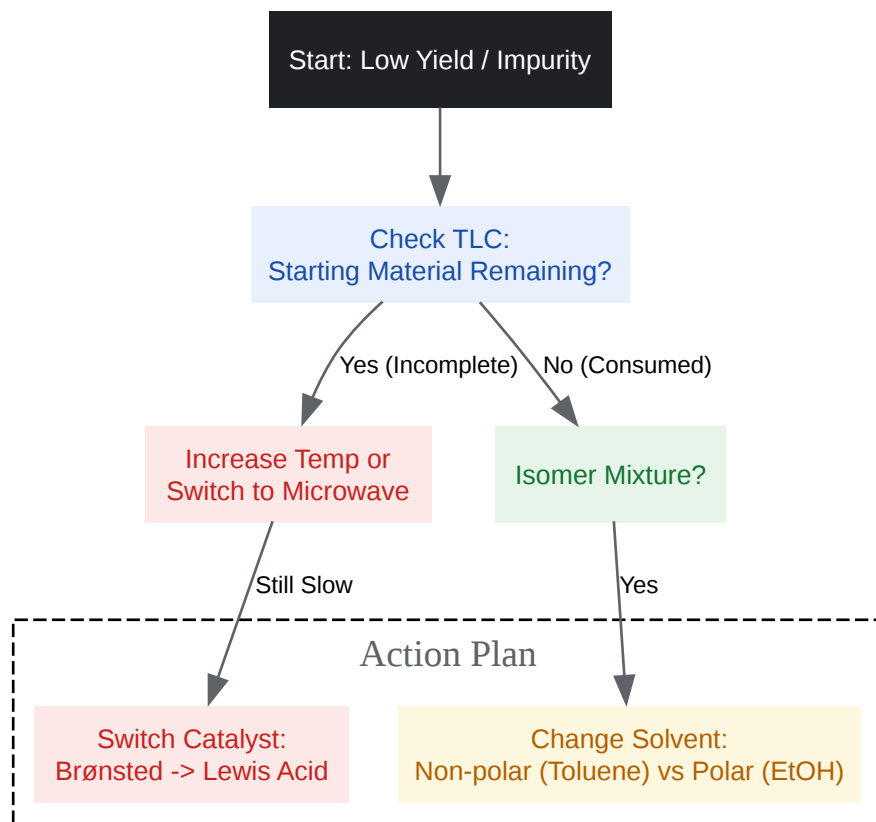 Start: Low Yield / Impurity
Check TLC:
Starting Material Remaining?
Yes (Incomplete)
No (Consumed)
Increase Temp or
Switch to Microwave
Isomer Mixture?
Still Slow
Yes
Action Plan
Switch Catalyst:
Brønsted -> Lewis Acid
Change Solvent:
Non-polar (Toluene) vs Polar (EtOH)